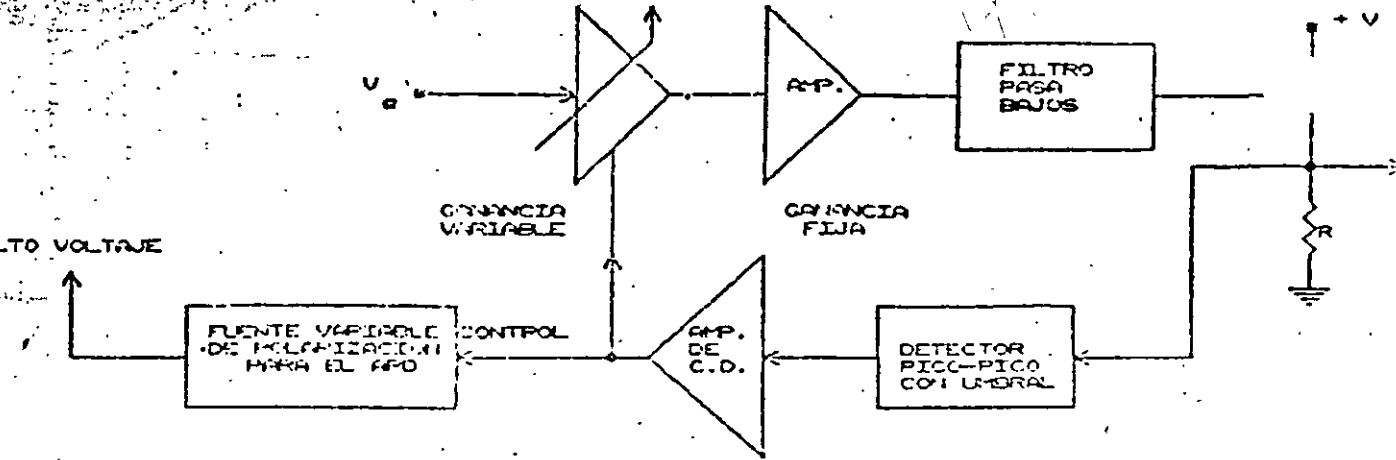 + V
FILTRO
PASA
BAJOS
AMP.
V
GANANCIA
VARIABLE
GANANCIA
FIJA
R
LTO VOLTAJE
FUENTE VARIABLE
DE POLARIZACION
PARA EL APD
CONTROL
AMP.
DE
C.D.
DETECTOR
PICO-PICO
CON UMBRAL